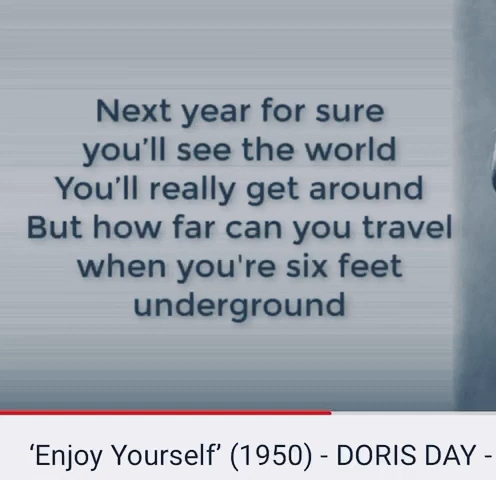 Next year for sure
you'll see the world
You'll really get around
But how far can you travel
when you're six feet
underground
‘Enjoy Yourself’ (1950) - DORIS DAY -